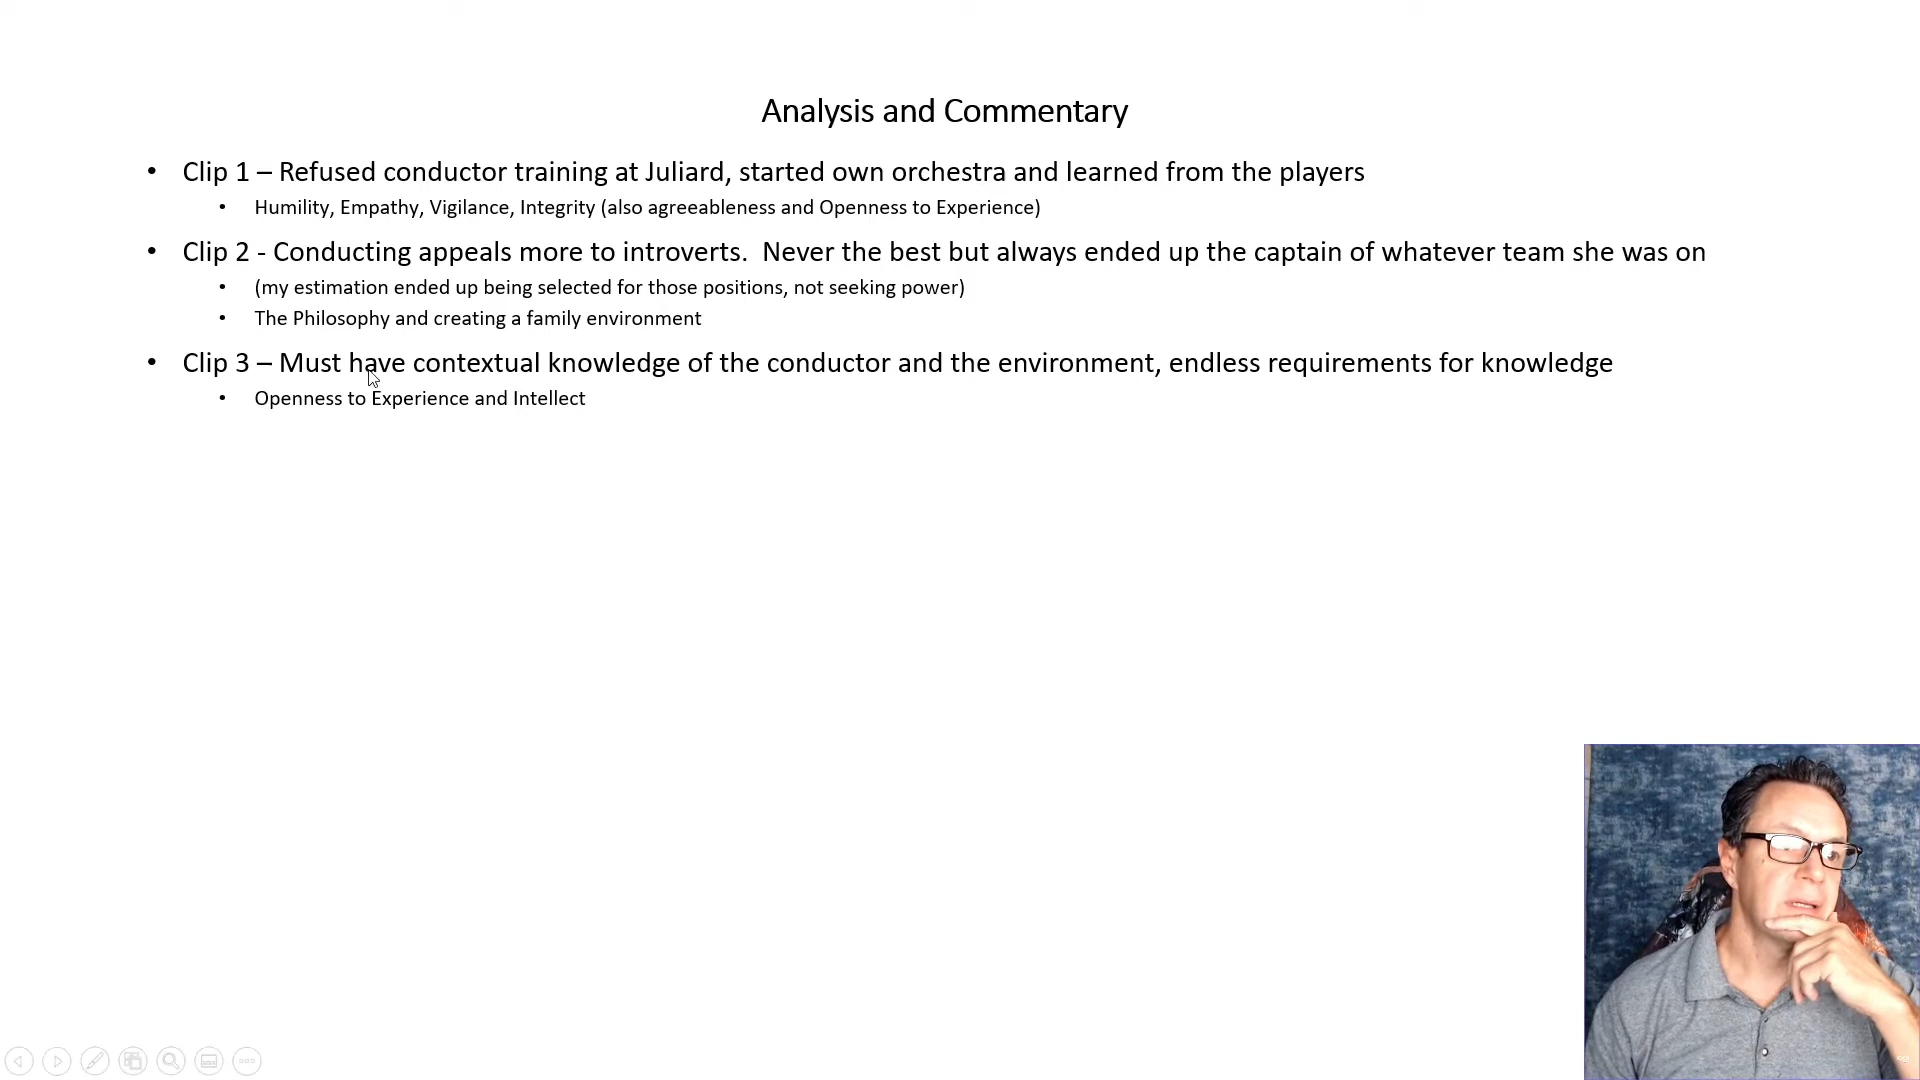 Analysis and Commentary
• Clip 1 – Refused conductor training at Juliard, started own orchestra and learned from the players
• Humility, Empathy, Vigilance, Integrity (also agreeableness and Openness to Experience)
• Clip 2 - Conducting appeals more to introverts.  Never the best but always ended up the captain of whatever team she was on
• (my estimation ended up being selected for those positions, not seeking power)
• The Philosophy and creating a family environment
• Clip 3 – Must have contextual knowledge of the conductor and the environment, endless requirements for knowledge
• Openness to Experience and Intellect